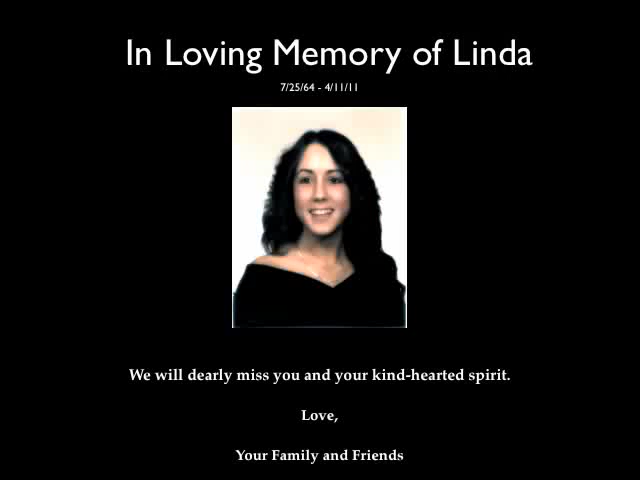 In Loving Memory of Linda
7/25/64 - 4/11/11
We will dearly miss you and your kind-hearted spirit.
Love,
Your Family and Friends